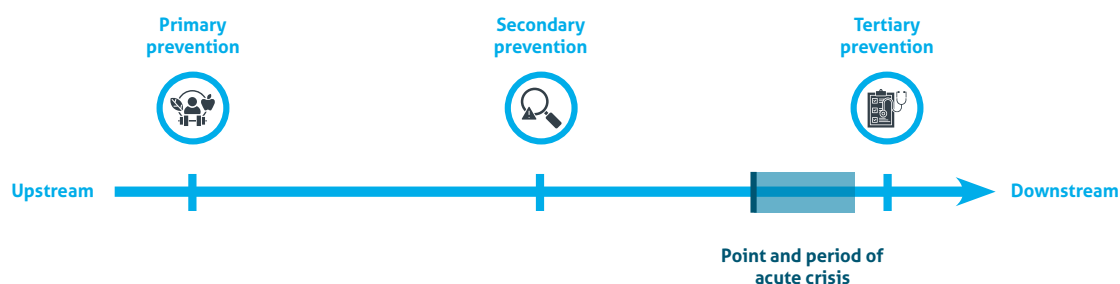 Primary
prevention
Secondary
prevention
Tertiary
prevention
Upstream
Downstream
Point and period of
acute crisis